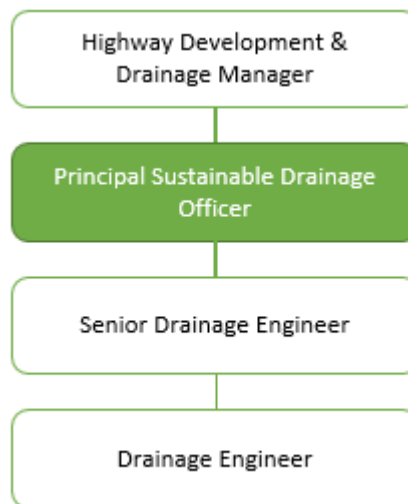 Highway Development &
Drainage Manager
Principal Sustainable Drainage
Officer
Senior Drainage Engineer
Drainage Engineer